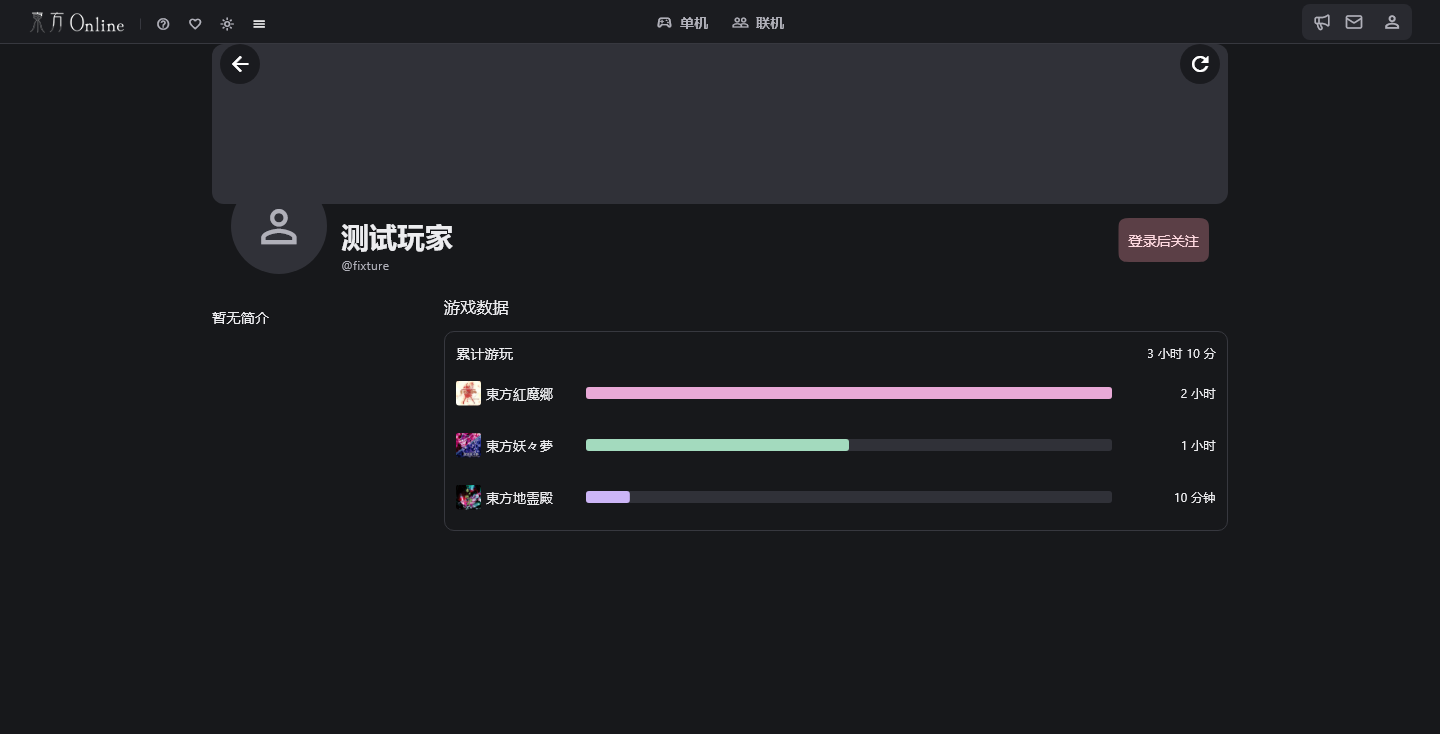 東方Online
单机
联机
测试玩家
@fixture
登录后关注
暂无简介
游戏数据
累计游玩
3 小时 10 分
東方紅魔郷
2 小时
東方妖々夢
1 小时
東方地霊殿
10 分钟